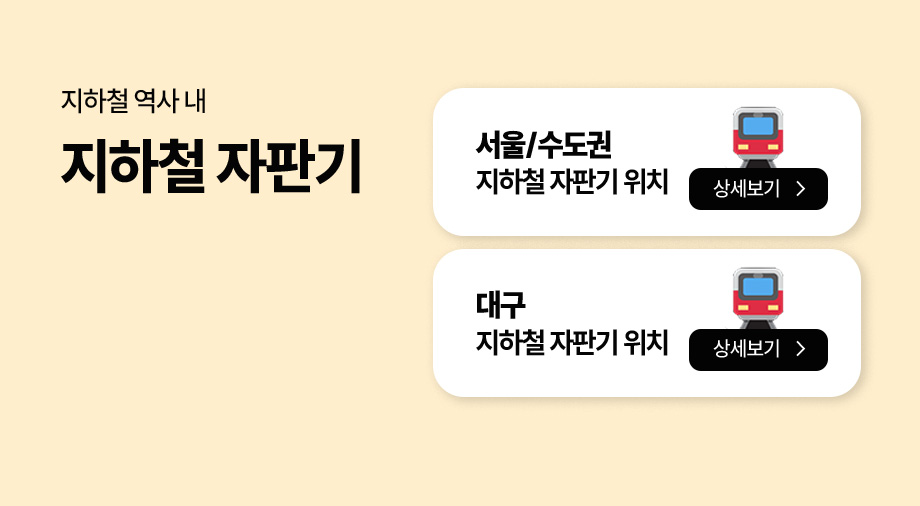 지하철 역사 내
지하철 자판기
서울/수도권
지하철 자판기 위치
상세보기 >
대구
지하철 자판기 위치
상세보기 >